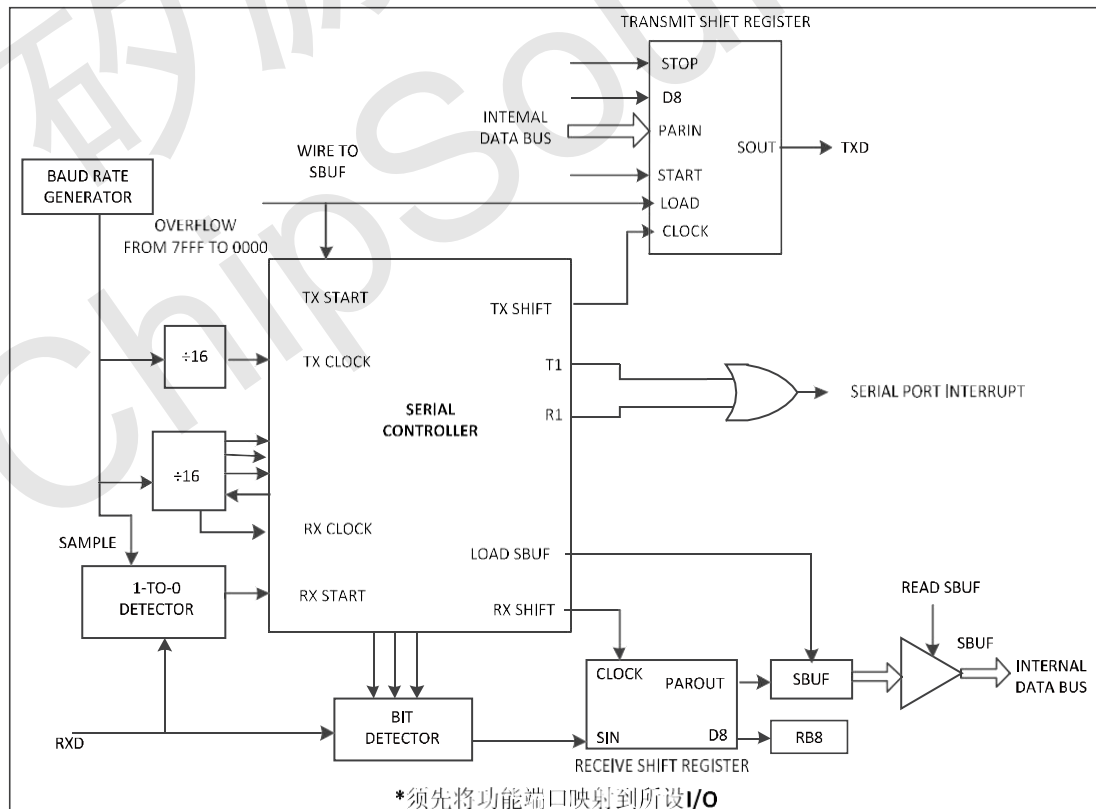 TRANSMIT SHIFT REGISTER
STOP
D8
INTEMAL
DATA BUS
PARIN
SOUT
TXD
WIRE TO
SBUF
START
BAUD RATE
GENERATOR
LOAD
OVERFLOW
FROM 7FFF TO 0000
CLOCK
TX START
TX SHIFT
÷16
TX CLOCK
T1
SERIAL PORT INTERRUPT
SERIAL
CONTROLLER
R1
÷16
RX CLOCK
SAMPLE
LOAD SBUF
1-TO-0
DETECTOR
RX START
RX SHIFT
READ SBUF
SBUF
CLOCK
PAROUT
SBUF
INTERNAL
DATA BUS
BIT
DETECTOR
RXD
SIN
D8
RB8
RECEIVE SHIFT REGISTER
*须先将功能端口映射到所设I/O
ChipSour